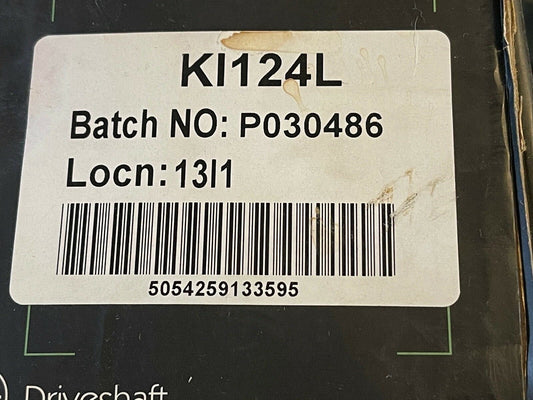 KI124L
Batch NO: P030486
Locn: 13I1
5054259133595
Driveshaft